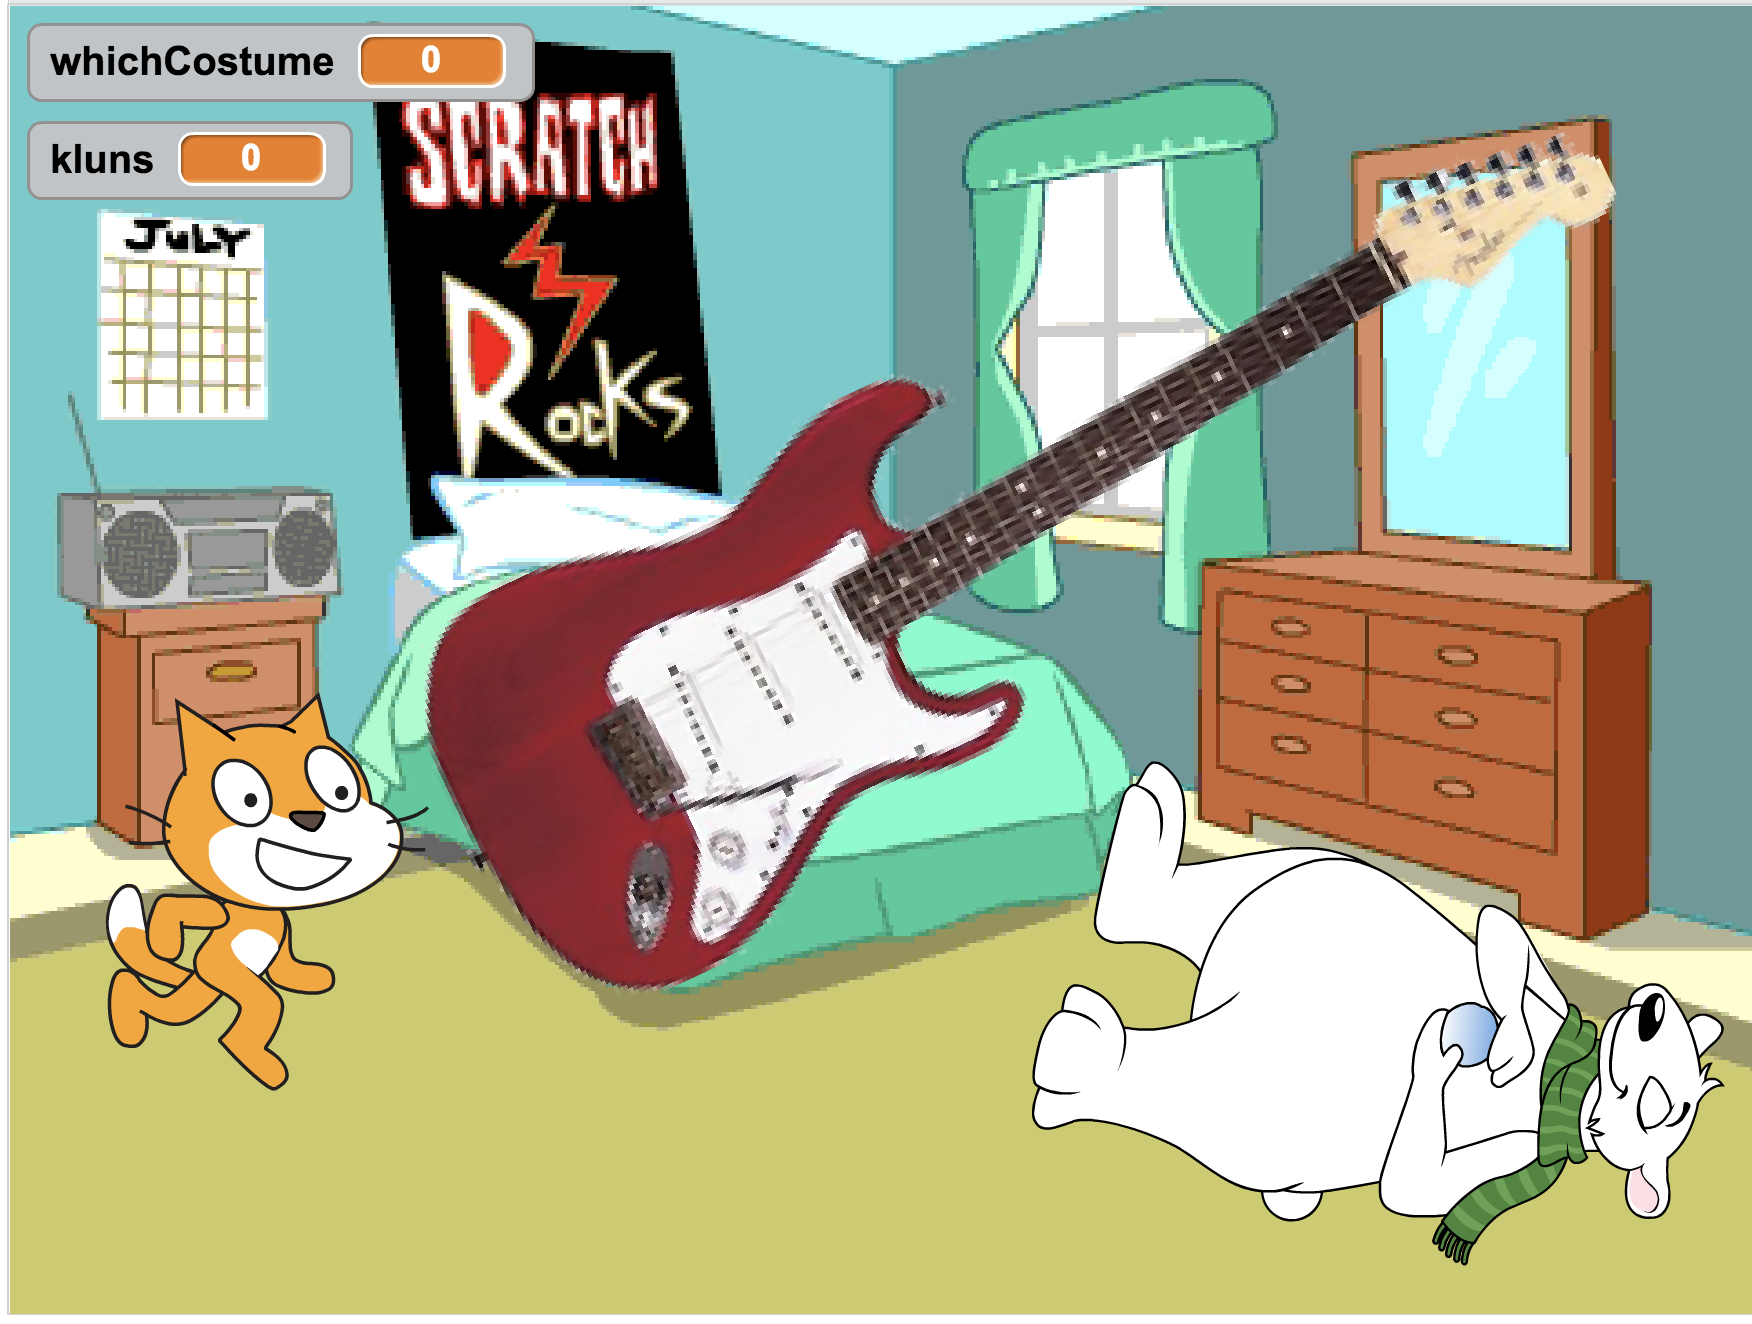 whichCostume 0
kluns 0
JuLY
SCRATCH
RocKs